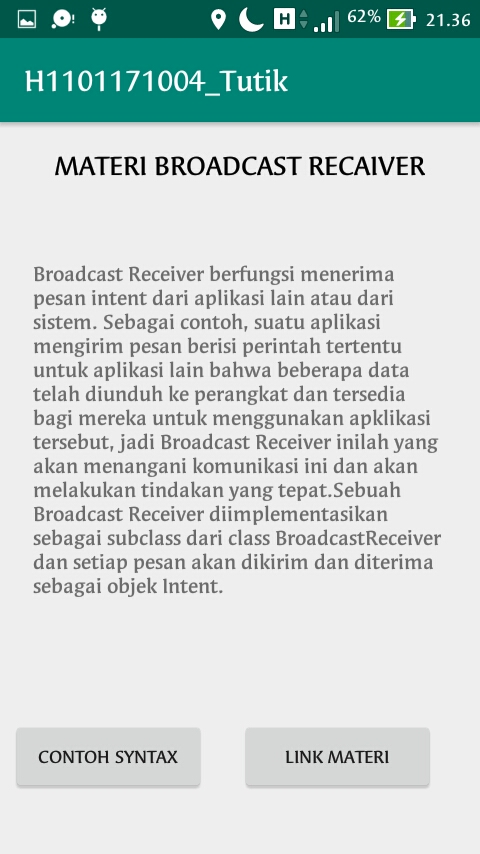 62% 21.36
H1101171004_Tutik
MATERI BROADCAST RECAIVER
Broadcast Receiver berfungsi menerima
pesan intent dari aplikasi lain atau dari
sistem. Sebagai contoh, suatu aplikasi
mengirim pesan berisi perintah tertentu
untuk aplikasi lain bahwa beberapa data
telah diunduh ke perangkat dan tersedia
bagi mereka untuk menggunakan apklikasi
tersebut, jadi Broadcast Receiver inilah yang
akan menangani komunikasi ini dan akan
melakukan tindakan yang tepat.Sebuah
Broadcast Receiver diimplementasikan
sebagai subclass dari class BroadcastReceiver
dan setiap pesan akan dikirim dan diterima
sebagai objek Intent.
CONTOH SYNTAX
LINK MATERI